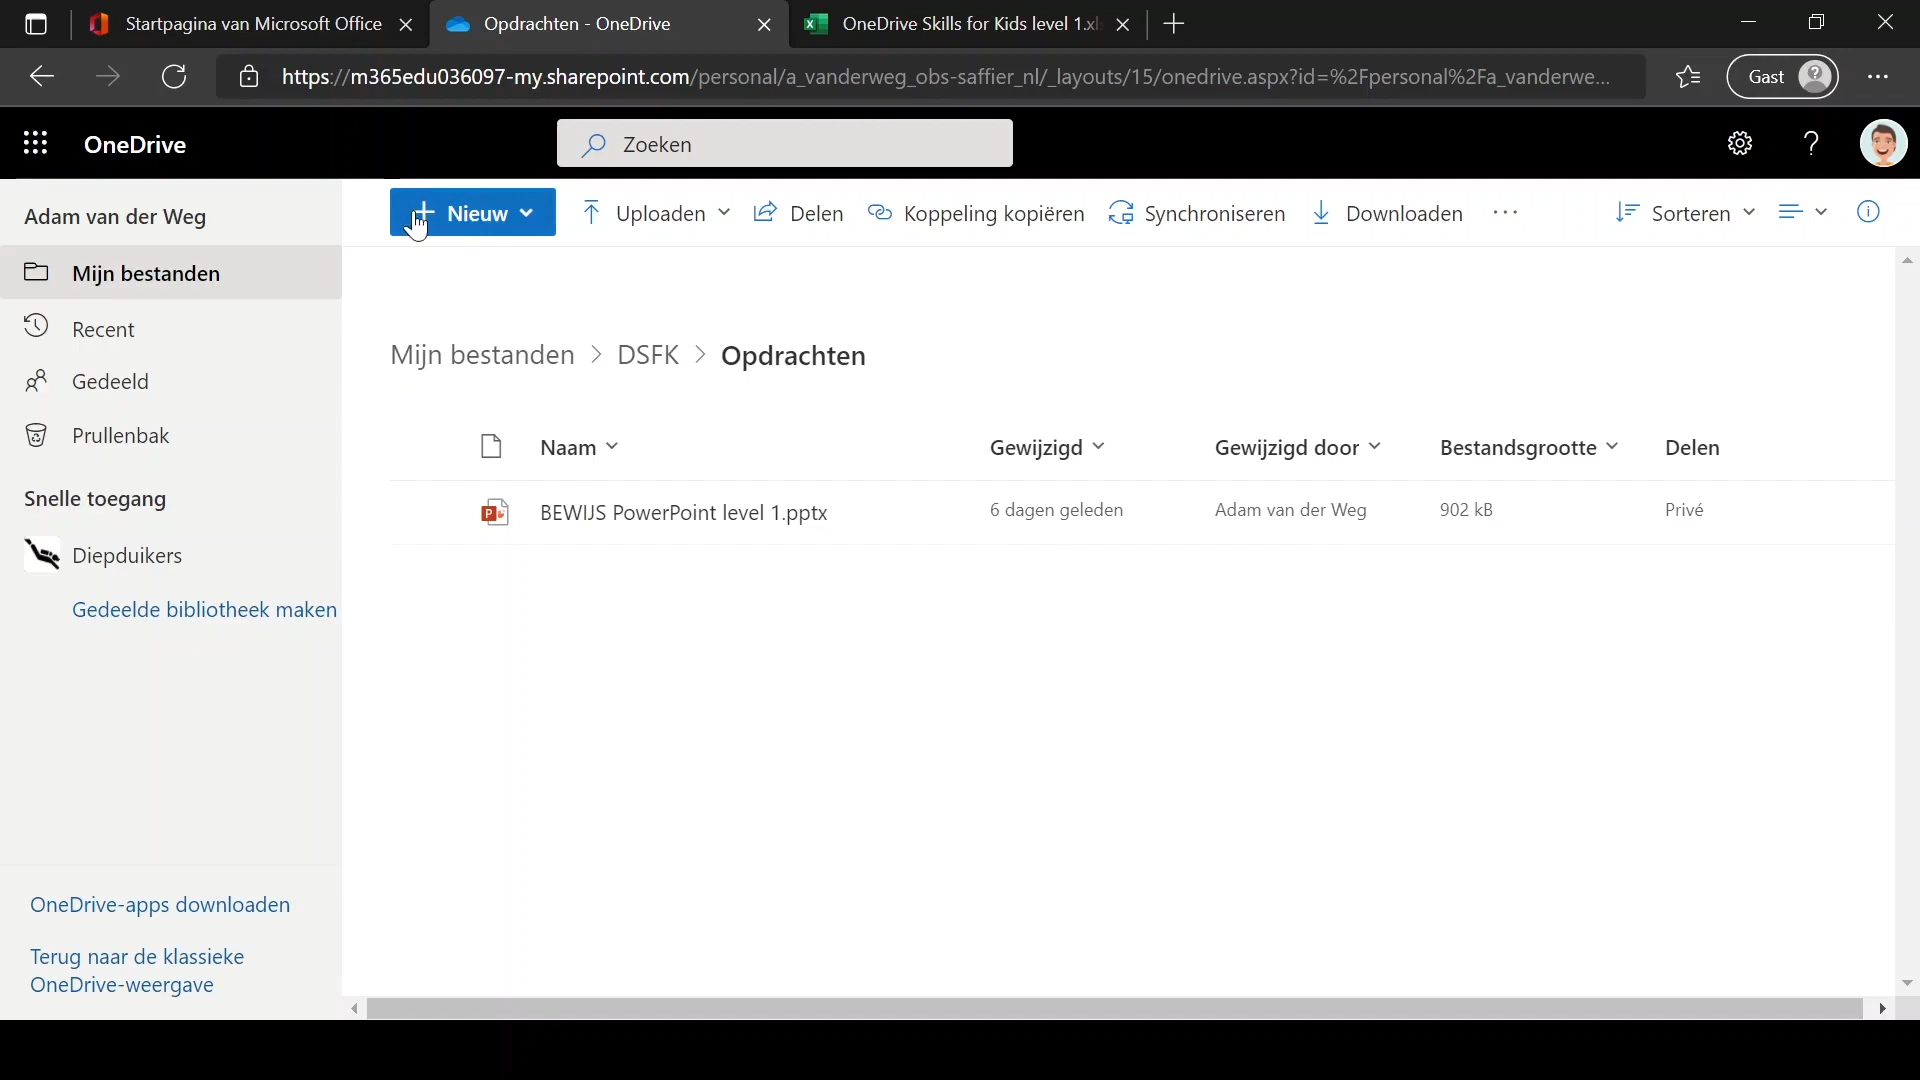 Startpagina van Microsoft Office
Opdrachten - OneDrive
OneDrive Skills for Kids level 1.xl
https://m365edu036097-my.sharepoint.com/personal/a_vanderweg_obs-saffier_nl/_layouts/15/onedrive.aspx?id=%2Fpersonal%2Fa_vanderwe...
Gast
OneDrive
Zoeken
Adam van der Weg
Nieuw
Uploaden
Delen
Koppeling kopiëren
Synchroniseren
Downloaden
Sorteren
Mijn bestanden
Recent
Gedeeld
Prullenbak
Snelle toegang
Diepduikers
Gedeelde bibliotheek maken
OneDrive-apps downloaden
Terug naar de klassieke
OneDrive-weergave
Mijn bestanden > DSFK > Opdrachten
Naam Gewijzigd Gewijzigd door Bestandsgrootte Delen
BEWIJS PowerPoint level 1.pptx 6 dagen geleden Adam van der Weg 902 kB Privé